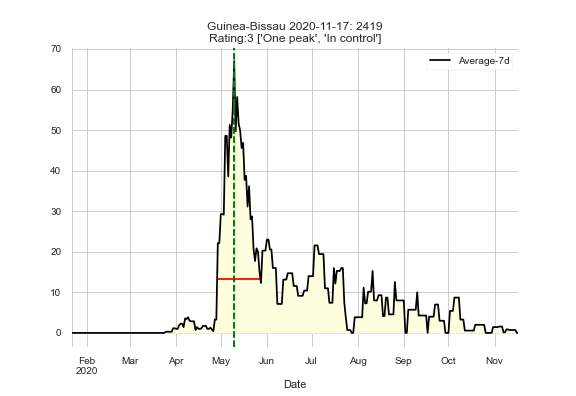 Guinea-Bissau 2020-11-17: 2419
Rating:3 ['One peak', 'In control']
Average-7d
70
60
50
40
30
20
10
0
Feb Mar Apr May Jun Jul Aug Sep Oct Nov
2020
Date